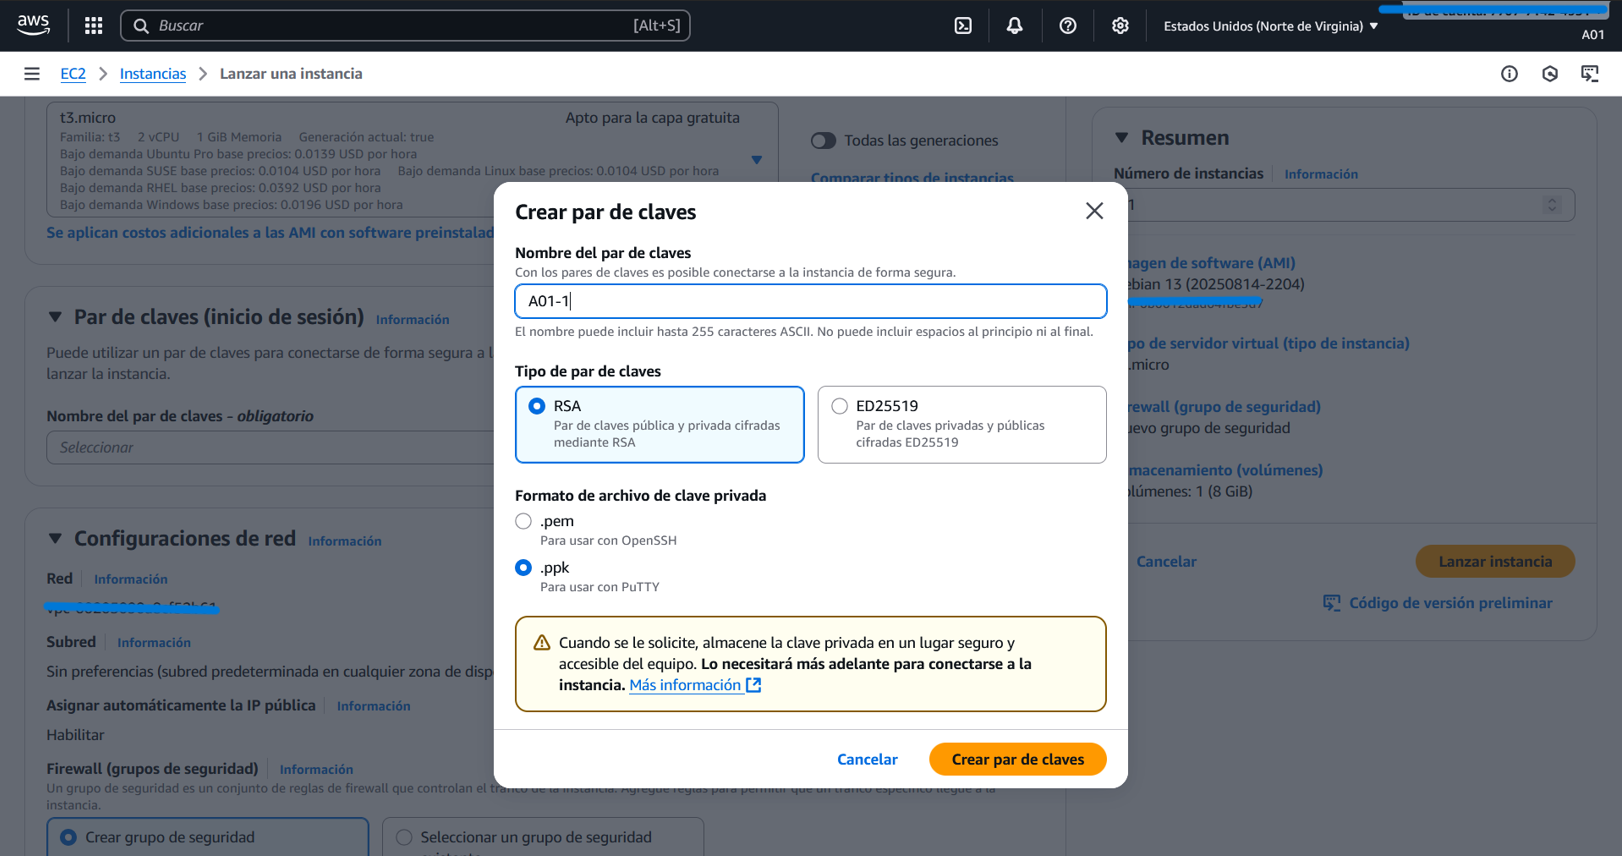 aws
Buscar
[Alt+S]
Estados Unidos (Norte de Virginia)
A01
EC2
Instancias
Lanzar una instancia
t3.micro
Apto para la capa gratuita
Familia: t3 2 vCPU 1 GiB Memoria Generación actual: true
Bajo demanda Ubuntu Pro base precios: 0.0139 USD por hora
Bajo demanda SUSE base precios: 0.0104 USD por hora Bajo demanda Linux base precios: 0.0104 USD por hora
Bajo demanda RHEL base precios: 0.0392 USD por hora
Bajo demanda Windows base precios: 0.0196 USD por hora
Todas las generaciones
Comparar tipos de instancias
Se aplican costos adicionales a las AMI con software preinstalad
Par de claves (inicio de sesión) Información
Puede utilizar un par de claves para conectarse de forma segura a l
lanzar la instancia.
Nombre del par de claves - obligatorio
Seleccionar
Configuraciones de red Información
Red Información
Subred Información
Sin preferencias (subred predeterminada en cualquier zona de disp
Asignar automáticamente la IP pública Información
Habilitar
Firewall (grupos de seguridad) Información
Un grupo de seguridad es un conjunto de reglas de firewall que controlan el tráfico de la instancia. Agregue reglas para permitir que un tráfico específico llegue a la
instancia.
Crear grupo de seguridad
Seleccionar un grupo de seguridad
Crear par de claves
Nombre del par de claves
Con los pares de claves es posible conectarse a la instancia de forma segura.
A01-1
El nombre puede incluir hasta 255 caracteres ASCII. No puede incluir espacios al principio ni al final.
Tipo de par de claves
RSA
Par de claves pública y privada cifradas
mediante RSA
ED25519
Par de claves privadas y públicas
cifradas ED25519
Formato de archivo de clave privada
.pem
Para usar con OpenSSH
.ppk
Para usar con PuTTY
Cuando se le solicite, almacene la clave privada en un lugar seguro y
accesible del equipo. Lo necesitará más adelante para conectarse a la
instancia. Más información
Cancelar
Crear par de claves
Resumen
Número de instancias Información
1
magen de software (AMI)
ebian 13 (20250814-2204)
po de servidor virtual (tipo de instancia)
.micro
rewall (grupo de seguridad)
uevo grupo de seguridad
macenamiento (volúmenes)
olúmenes: 1 (8 GiB)
Cancelar
Lanzar instancia
Código de versión preliminar